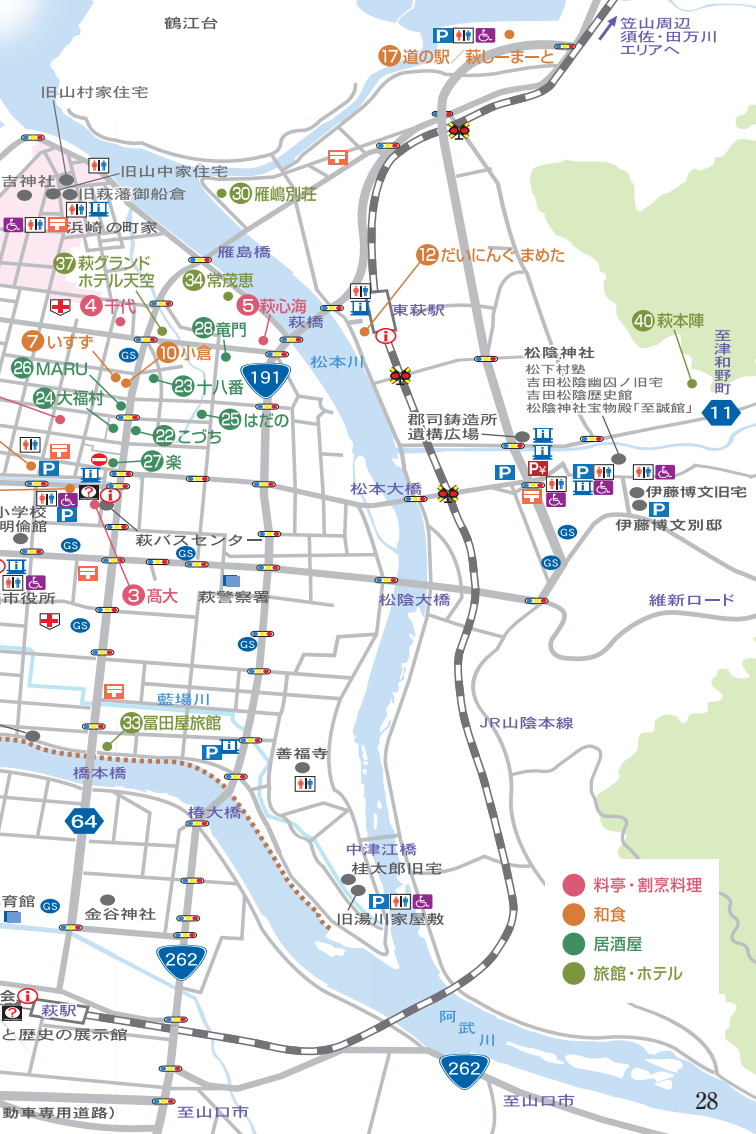 鶴江台
P
17 道の駅／萩しーまーと
笠山周辺
須佐・田万川
エリアへ
旧山村家住宅
旧山中家住宅
吉神社
旧萩藩御船倉
浜崎の町家
30 雁嶋別荘
雁島橋
37 萩グランド
ホテル天空
34 常茂恵
12 だいにんぐ まめた
4 千代
5 萩心海
萩橋
東萩駅
28 竜門
7 いすず
10 小倉
GS
松本川
40 萩本陣
至津和野町
11
26 MARU
23 十八番
191
24 大福村
25 はだの
22 こづち
27 楽
松陰神社
松下村塾
吉田松陰幽囚ノ旧宅
吉田松陰歴史館
松陰神社宝物殿「至誠館」
郡司鋳造所
遺構広場
P
P
P¥
P
松本大橋
伊藤博文旧宅
P
伊藤博文別邸
P
小学校
明倫館
萩バスセンター
GS
GS
GS
GS
市役所
3 髙大
萩警察署
松陰大橋
維新ロード
GS
GS
藍場川
33 冨田屋旅館
P
善福寺
JR山陰本線
橋本橋
64
椿大橋
中津江橋
桂太郎旧宅
P
旧湯川家屋敷
育館
GS
金谷神社
262
料亭・割烹料理
和食
居酒屋
旅館・ホテル
会
萩駅
と歴史の展示館
阿武川
262
動車専用道路）
至山口市
至山口市
28